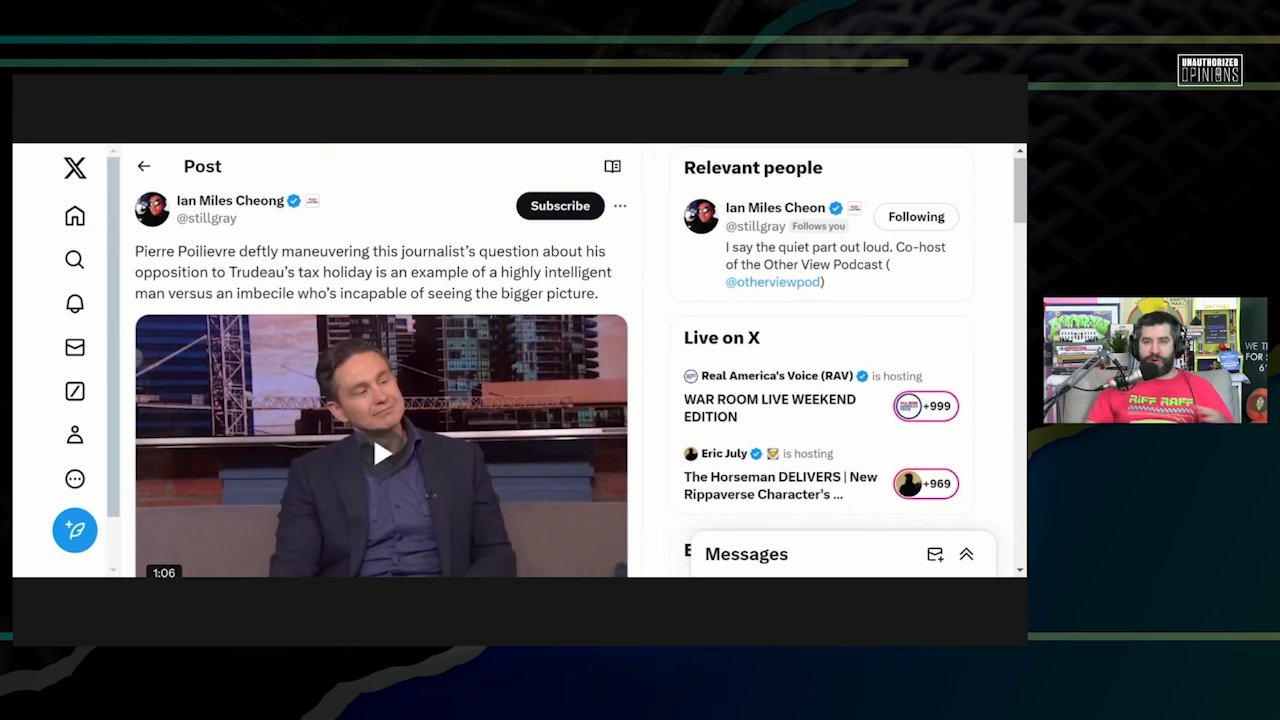 UNAUTHORIZED
OPINIONS
Post
Ian Miles Cheong
@stillgray
Subscribe
Pierre Poilievre deftly maneuvering this journalist's question about his
opposition to Trudeau's tax holiday is an example of a highly intelligent
man versus an imbecile who's incapable of seeing the bigger picture.
1:06
Relevant people
Ian Miles Cheon
@stillgray Follows you
Following
I say the quiet part out loud. Co-host
of the Other View Podcast (
@otherviewpod)
Live on X
Real America's Voice (RAV) is hosting
WAR ROOM LIVE WEEKEND
EDITION
+999
Eric July is hosting
The Horseman DELIVERS | New
Rippaverse Character's ...
+969
E
Messages
WE T
FOR
6
RIFF RAFF